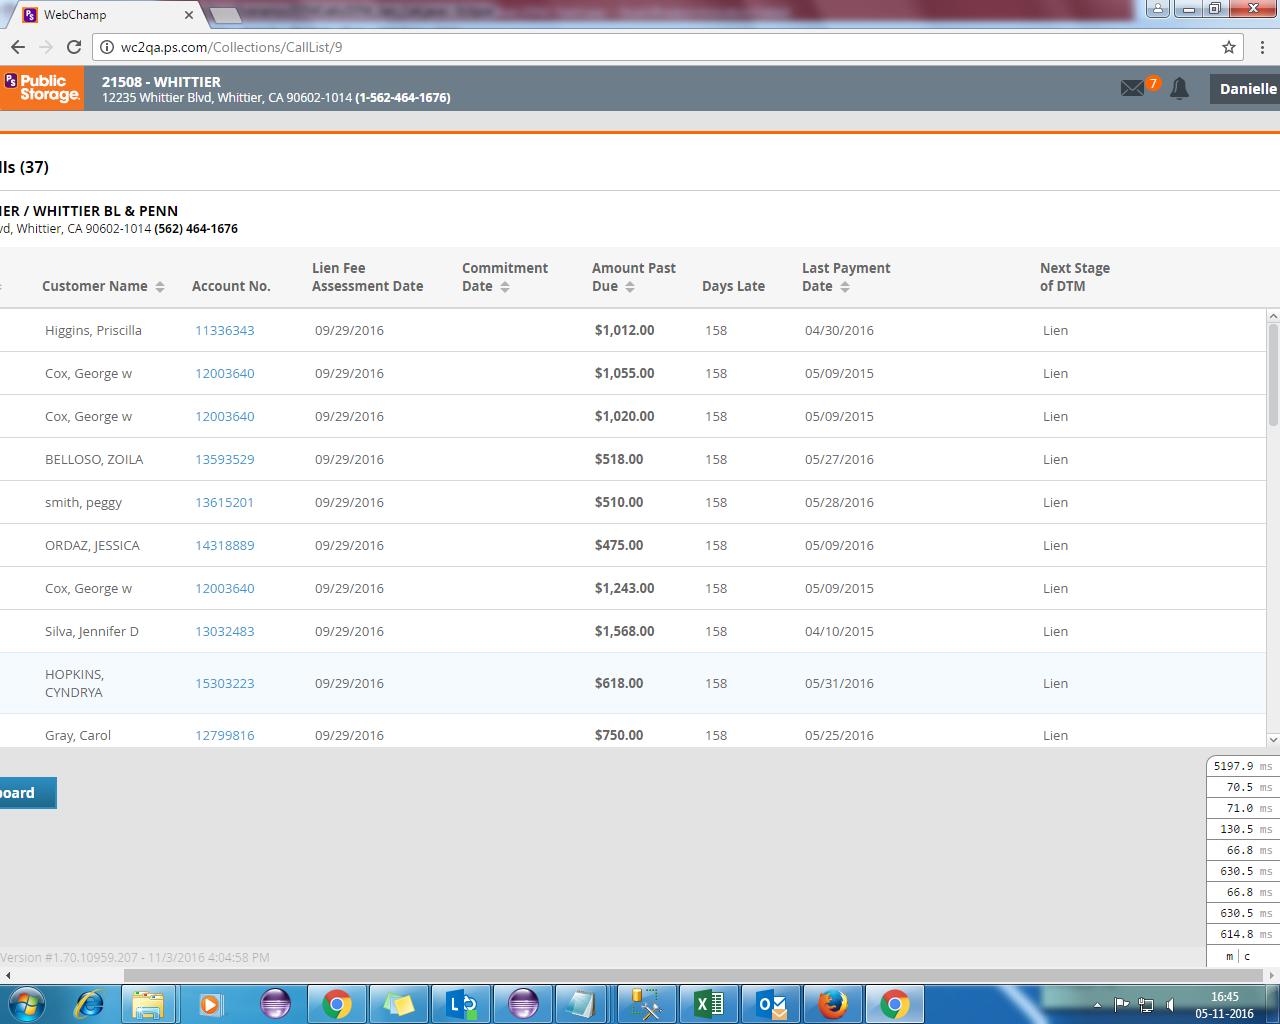 WebChamp
wc2qa.ps.com/Collections/CallList/9
PS Public Storage.
21508 - WHITTIER
12235 Whittier Blvd, Whittier, CA 90602-1014 (1-562-464-1676)
7
Danielle
lls (37)
IER / WHITTIER BL & PENN
vd, Whittier, CA 90602-1014 (562) 464-1676
Customer Name Account No. Lien Fee Assessment Date Commitment Date Amount Past Due Days Late Last Payment Date Next Stage of DTM
Higgins, Priscilla 11336343 09/29/2016 $1,012.00 158 04/30/2016 Lien
Cox, George w 12003640 09/29/2016 $1,055.00 158 05/09/2015 Lien
Cox, George w 12003640 09/29/2016 $1,020.00 158 05/09/2015 Lien
BELLOSO, ZOILA 13593529 09/29/2016 $518.00 158 05/27/2016 Lien
smith, peggy 13615201 09/29/2016 $510.00 158 05/28/2016 Lien
ORDAZ, JESSICA 14318889 09/29/2016 $475.00 158 05/09/2016 Lien
Cox, George w 12003640 09/29/2016 $1,243.00 158 05/09/2015 Lien
Silva, Jennifer D 13032483 09/29/2016 $1,568.00 158 04/10/2015 Lien
HOPKINS, CYNDRYA 15303223 09/29/2016 $618.00 158 05/31/2016 Lien
Gray, Carol 12799816 09/29/2016 $750.00 158 05/25/2016 Lien
board
5197.9 ms
70.5 ms
71.0 ms
130.5 ms
66.8 ms
630.5 ms
66.8 ms
630.5 ms
614.8 ms
m | c
Version #1.70.10959.207 - 11/3/2016 4:04:58 PM
16:45
05-11-2016